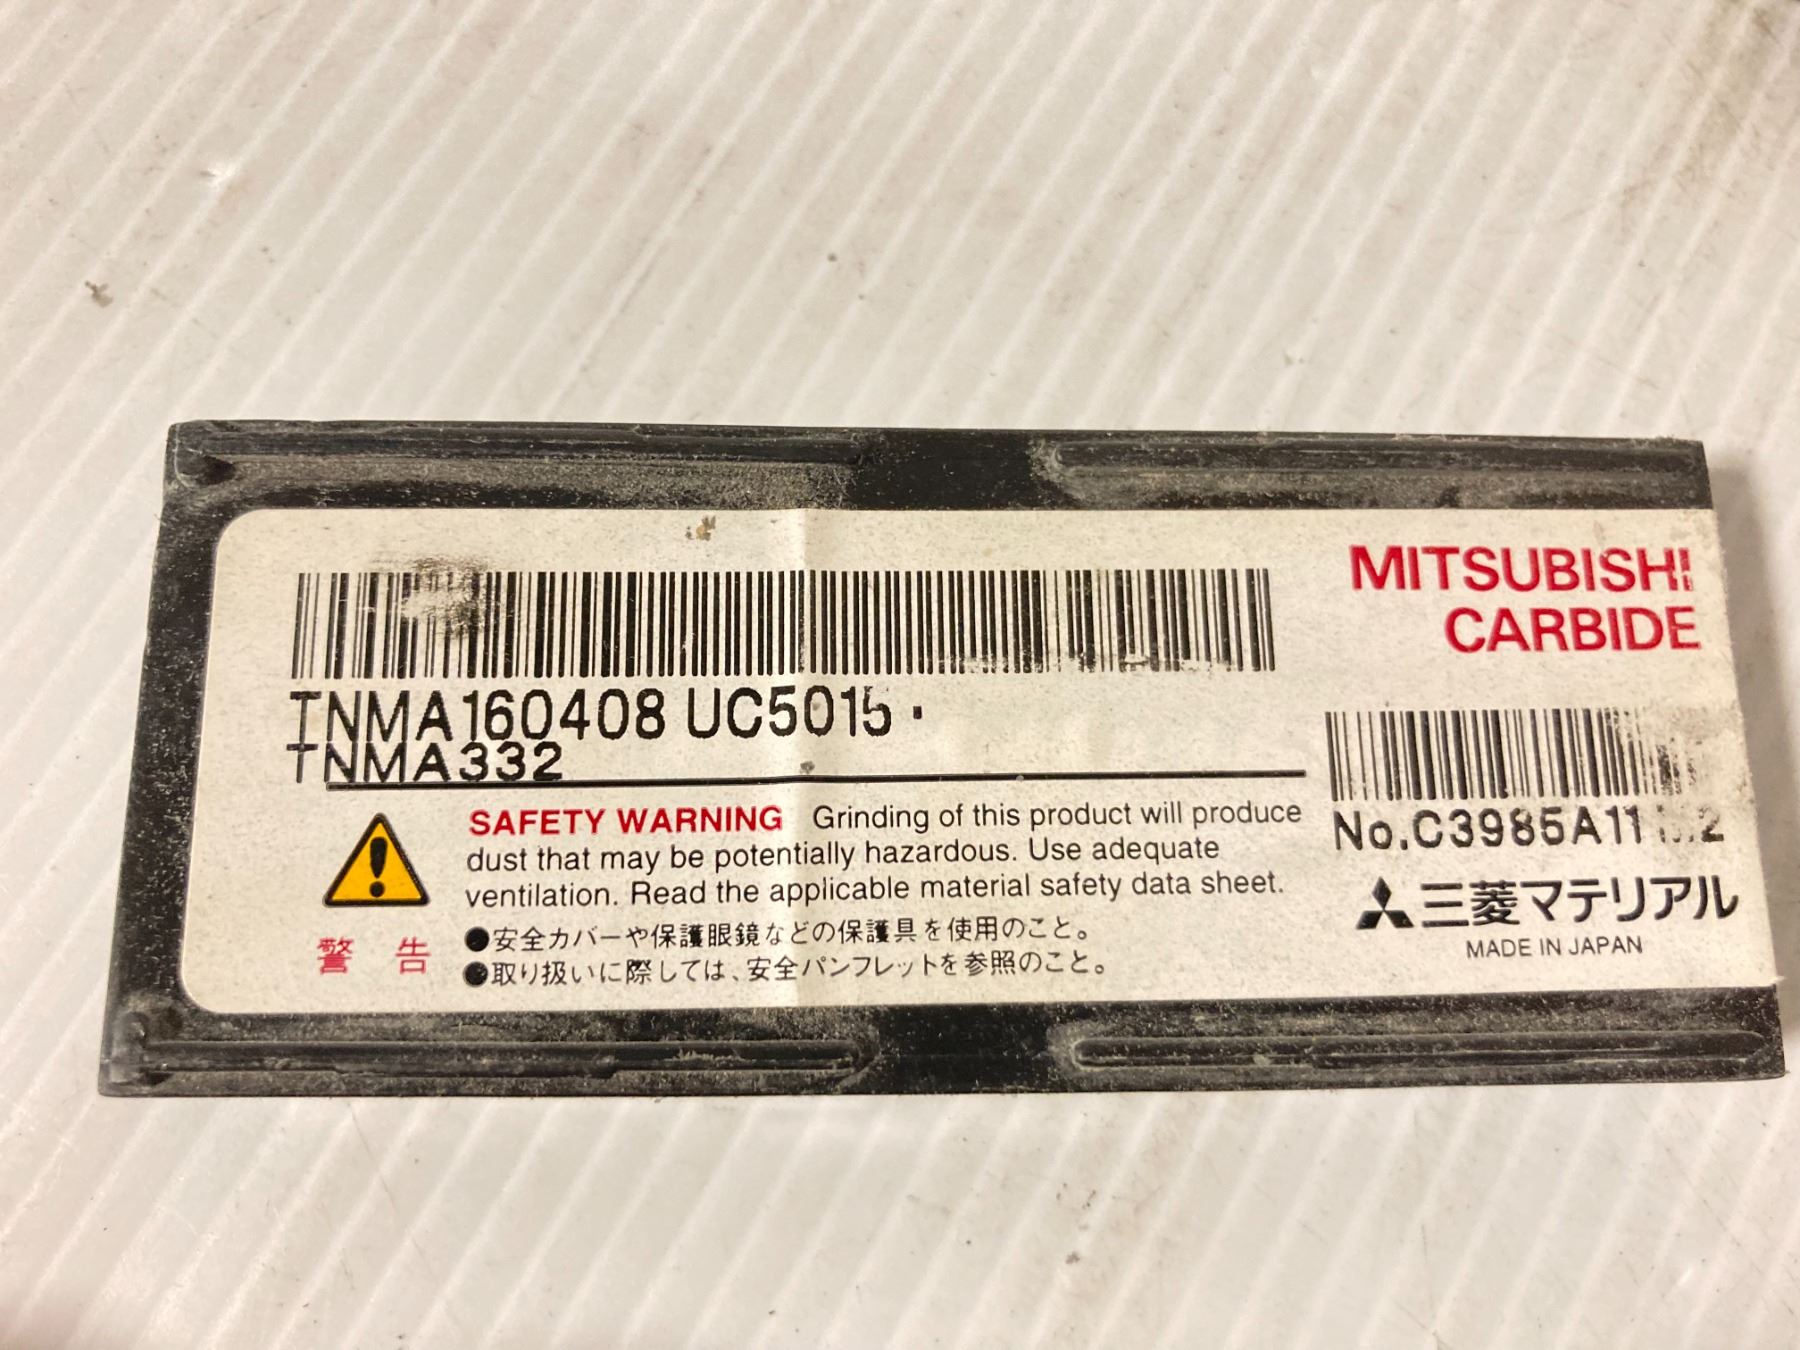 TNMA160408 UC5015
TNMA332
SAFETY WARNING Grinding of this product will produce
dust that may be potentially hazardous. Use adequate
ventilation. Read the applicable material safety data sheet.
警告
●安全カバーや保護眼鏡などの保護具を使用のこと。
●取り扱いに際しては、安全パンフレットを参照のこと。
MITSUBISHI
CARBIDE
No.C3985A11
三菱マテリアル
MADE IN JAPAN